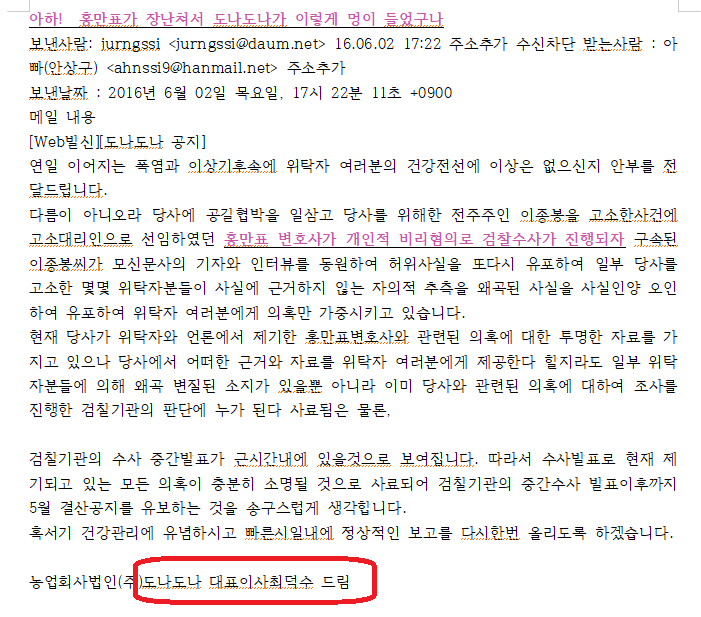 아하!  홍만표가 장난쳐서 도나도나가 이렇게 멍이 들었구나
보낸사람: jurngssi <jurngssi@daum.net> 16.06.02 17:22 주소추가 수신차단 받는사람 : 아
빠(안상구) <ahnssi9@hanmail.net> 주소추가
보낸날짜 : 2016년 6월 02일 목요일, 17시 22분 11초 +0900
메일 내용
[Web발신][도나도나 공지]
연일 이어지는 폭염과 이상기후속에 위탁자 여러분의 건강전선에 이상은 없으신지 안부를 전
달드립니다.
다름이 아니오라 당사에 공길협박을 일삼고 당사를 위해한 전주주인 이종봉을 고소한사건에
고소대리인으로 선임하였던 홍만표 변호사가 개인적 비리혐의로 검찰수사가 진행되자 구속된
이종봉씨가 모신문사의 기자와 인터뷰를 동원하여 허위사실을 또다시 유포하여 일부 당사를
고소한 몇몇 위탁자분들이 사실에 근거하지 않는 자의적 추측을 왜곡된 사실을 사실인양 오인
하여 유포하여 위탁자 여러분에게 의혹만 가중시키고 있습니다.
현재 당사가 위탁자와 언론에서 제기한 홍만표변호사와 관련된 의혹에 대한 투명한 자료를 가
지고 있으나 당사에서 어떠한 근거와 자료를 위탁자 여러분에게 제공한다 힐지라도 일부 위탁
자분들에 의해 왜곡 변질된 소지가 있을뿐 아니라 이미 당사와 관련된 의혹에 대하여 조사를
진행한 검칠기관의 판단에 누가 된다 사료됨은 물론,
검칠기관의 수사 중간발표가 근시간내에 있을것으로 보여집니다. 따라서 수사발표로 현재 제
기되고 있는 모든 의혹이 충분히 소명될 것으로 사료되어 검칠기관의 중간수사 발표이후까지
5월 결산공지를 유보하는 것을 송구스럽게 생각힙니다.
혹서기 건강관리에 유념하시고 빠른시일내에 정상적인 보고를 다시한번 올리도록 하겠습니다.
농업회사법인(주)도나도나 대표이사최덕수 드림